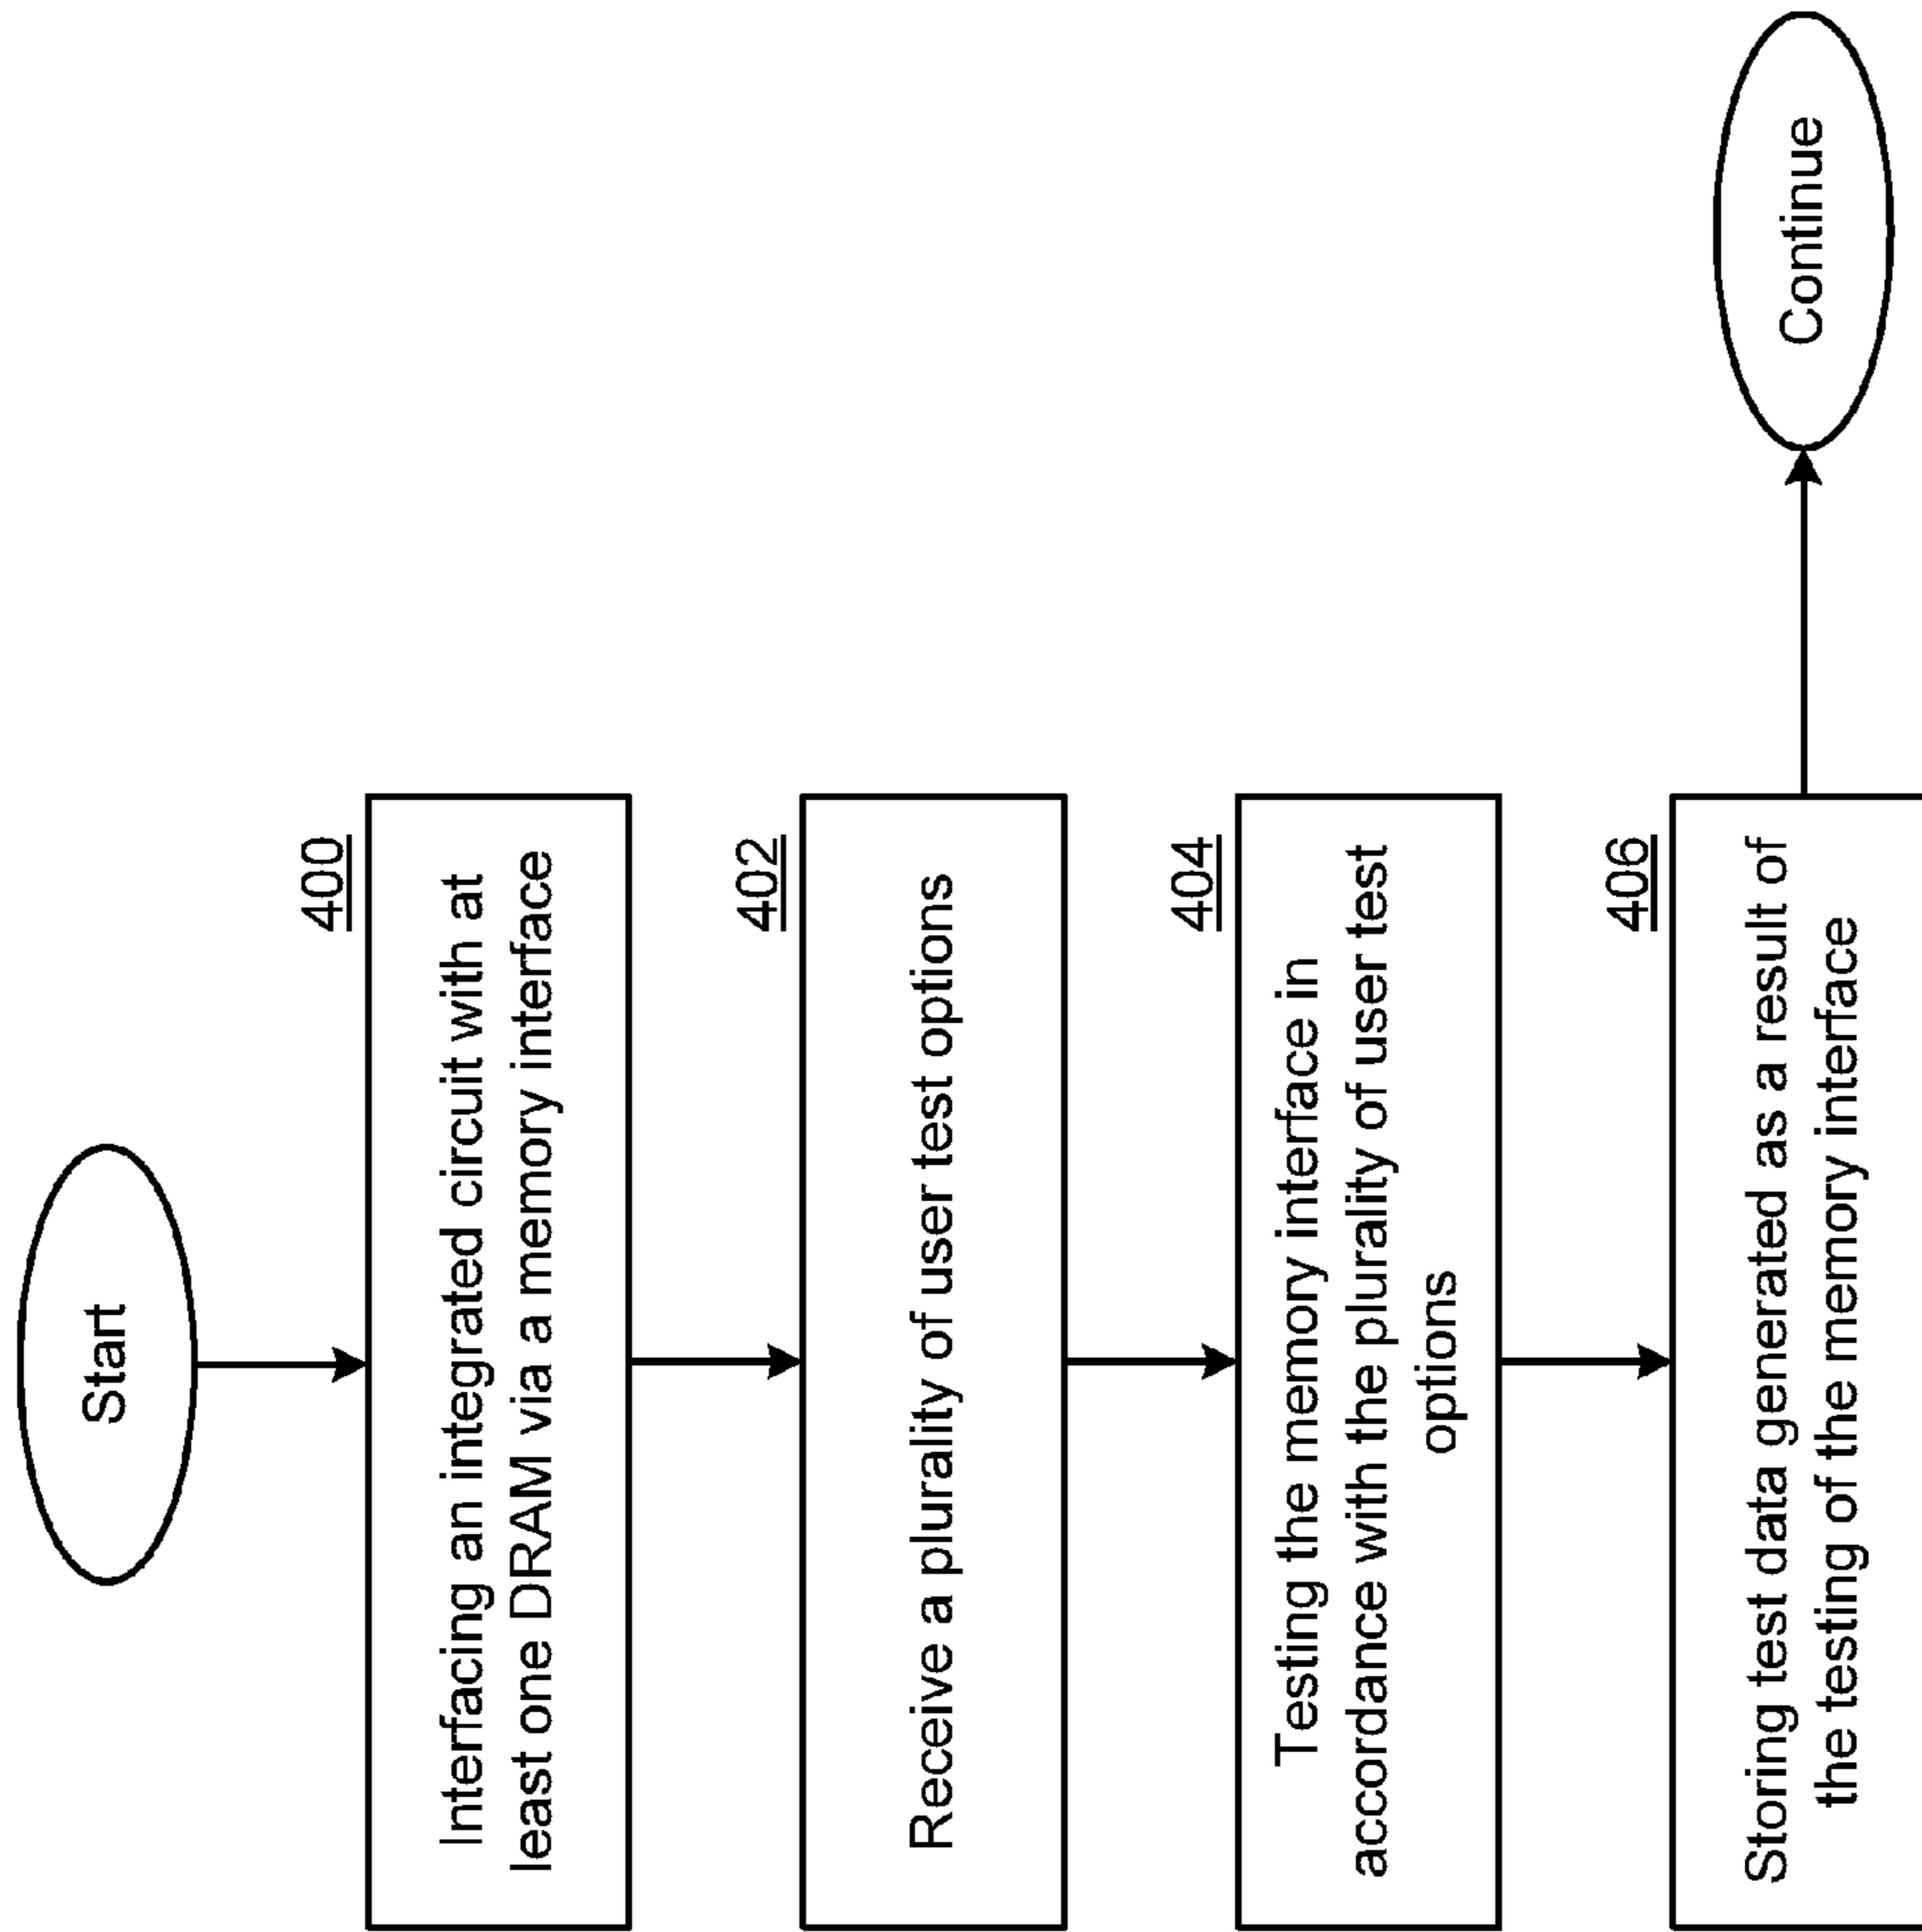 Start
400
Interfacing an integrated circuit with at
least one DRAM via a memory interface
402
Receive a plurality of user test options
404
Testing the memory interface in
accordance with the plurality of user test
options
406
Storing test data generated as a result of
the testing of the memory interface
Continue